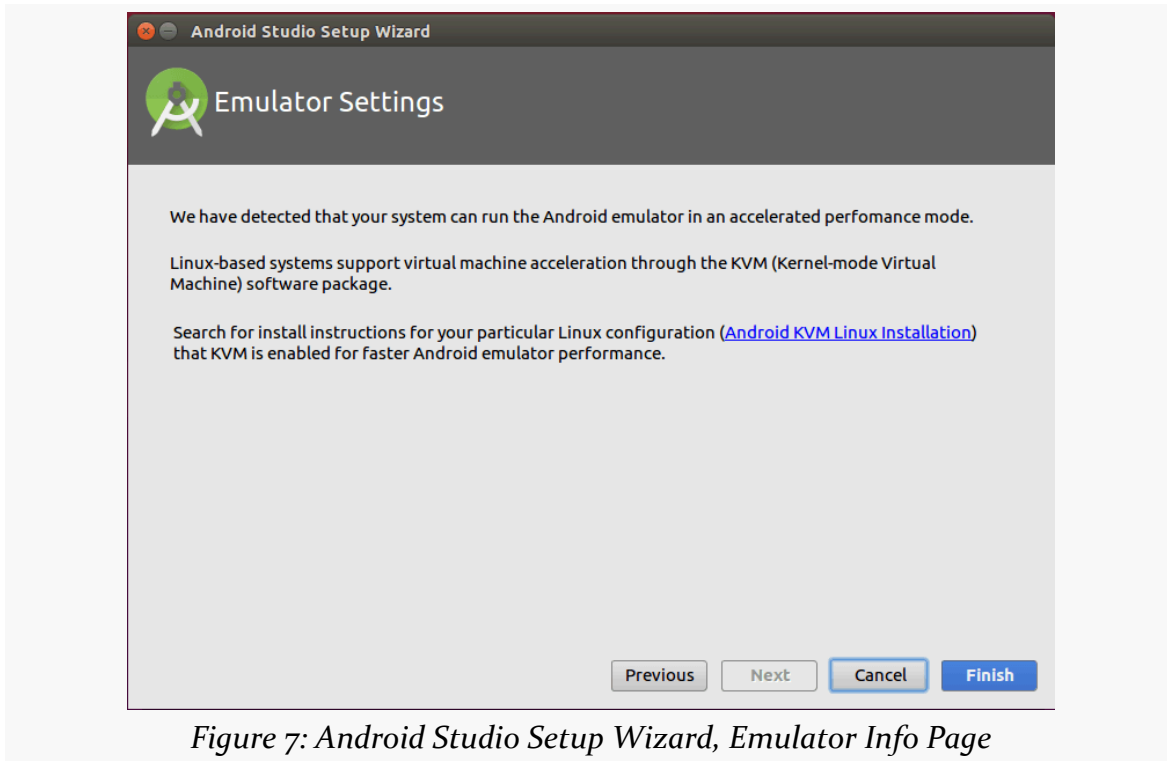 Android Studio Setup Wizard
Emulator Settings
We have detected that your system can run the Android emulator in an accelerated perfomance mode.
Linux-based systems support virtual machine acceleration through the KVM (Kernel-mode Virtual
Machine) software package.
Search for install instructions for your particular Linux configuration (Android KVM Linux Installation)
that KVM is enabled for faster Android emulator performance.
Previous Next Cancel Finish
Figure 7: Android Studio Setup Wizard, Emulator Info Page